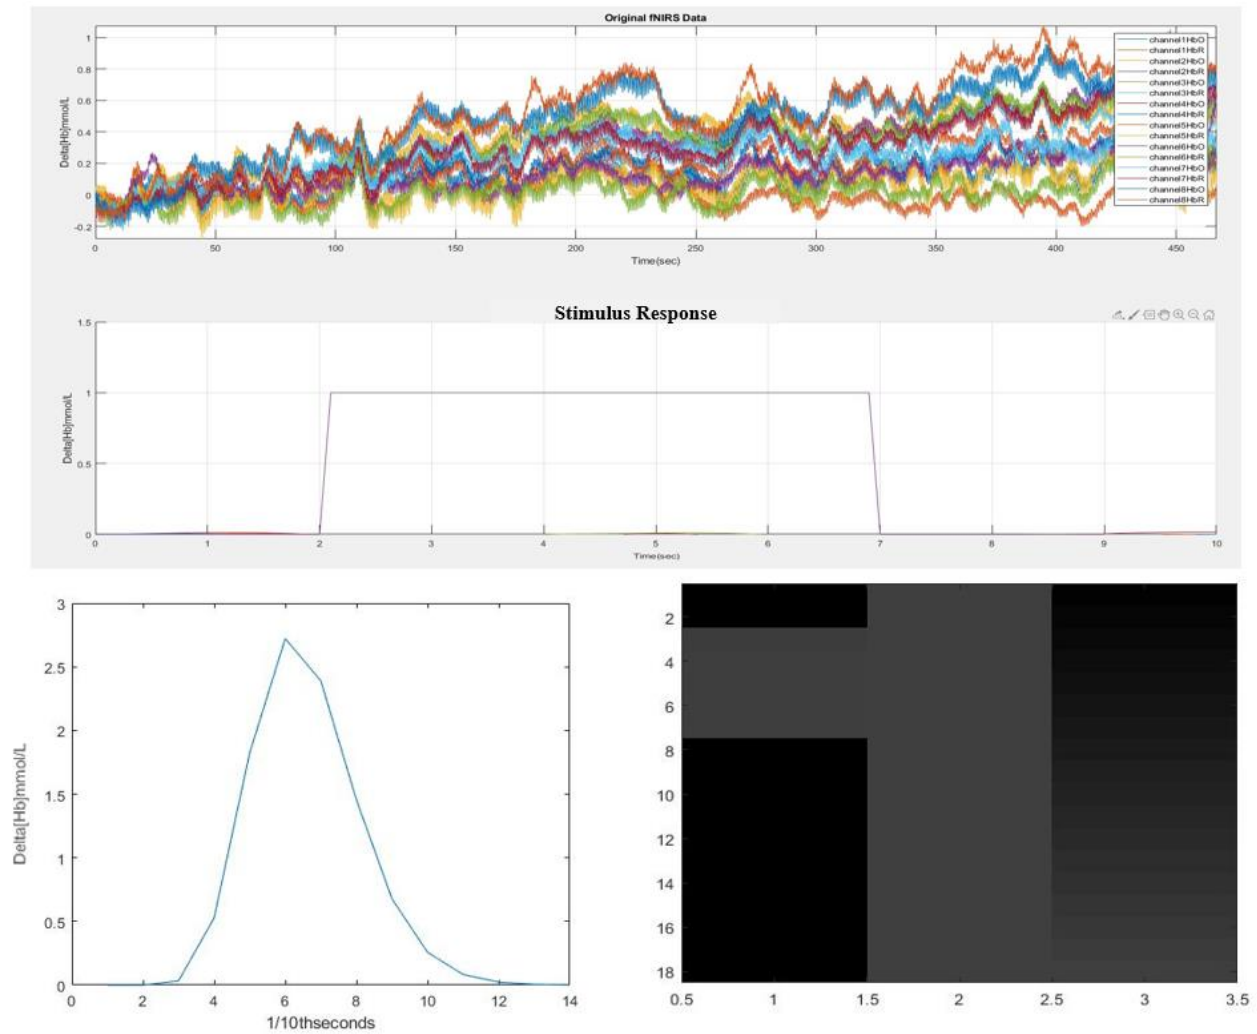 Original fNIRS Data
1
0.8
0.6
0.4
0.2
0
-0.2
Delta[Hb]mmol/L
channel1HbO
channel1HbR
channel2HbO
channel2HbR
channel3HbO
channel3HbR
channel4HbO
channel4HbR
channel5HbO
channel5HbR
channel6HbO
channel6HbR
channel7HbO
channel7HbR
channel8HbO
channel8HbR
0 50 100 150 200 250 300 350 400 450
Time(sec)
Stimulus Response
1.5
1
0.5
0
Delta[Hb]mmol/L
0 1 2 3 4 5 6 7 8 9 10
Time(sec)
3
2.5
2
1.5
1
0.5
0
Delta[Hb]mmol/L
0 2 4 6 8 10 12 14
1/10thseconds
2
4
6
8
10
12
14
16
18
0.5 1 1.5 2 2.5 3 3.5